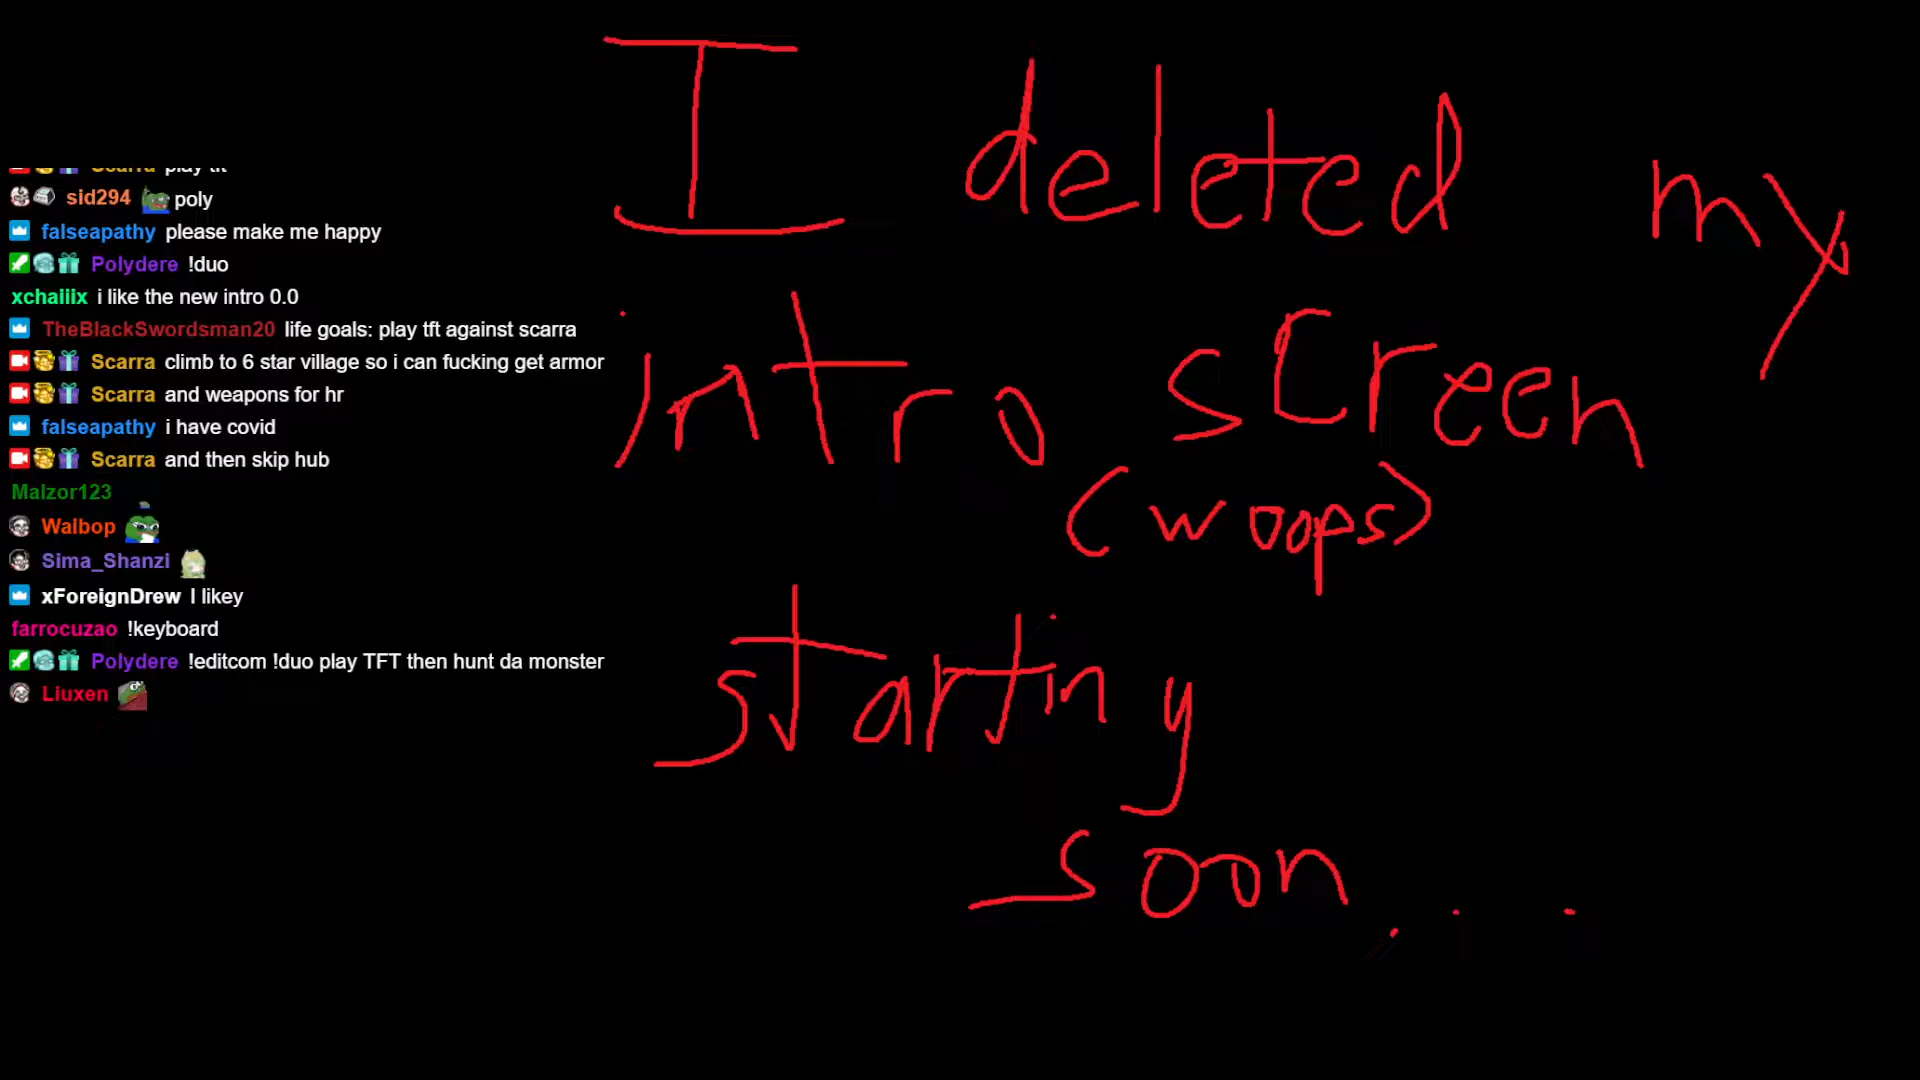 Scarra play tft
sid294 poly
falseapathy please make me happy
Polydere !duo
xchaiiix i like the new intro 0.0
TheBlackSwordsman20 life goals: play tft against scarra
Scarra climb to 6 star village so i can fucking get armor
Scarra and weapons for hr
falseapathy i have covid
Scarra and then skip hub
Malzor123
Walbop
Sima_Shanzi
xForeignDrew I likey
farrocuzao !keyboard
Polydere !editcom !duo play TFT then hunt da monster
Liuxen
I deleted my
intro screen
(woops)
starting
soon...